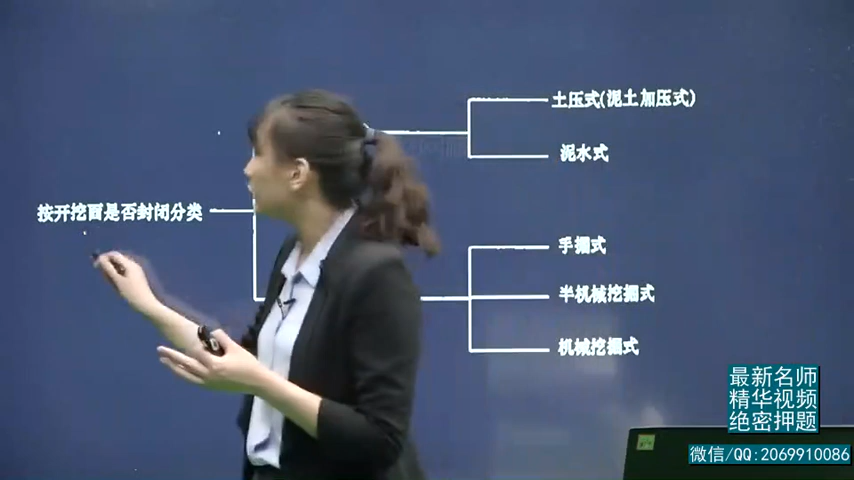 土压式(泥土加压式)
泥水式
按开挖面是否封闭分类
手掘式
半机械挖掘式
机械挖掘式
最新名师
精华视频
绝密押题
微信/QQ:2069910086